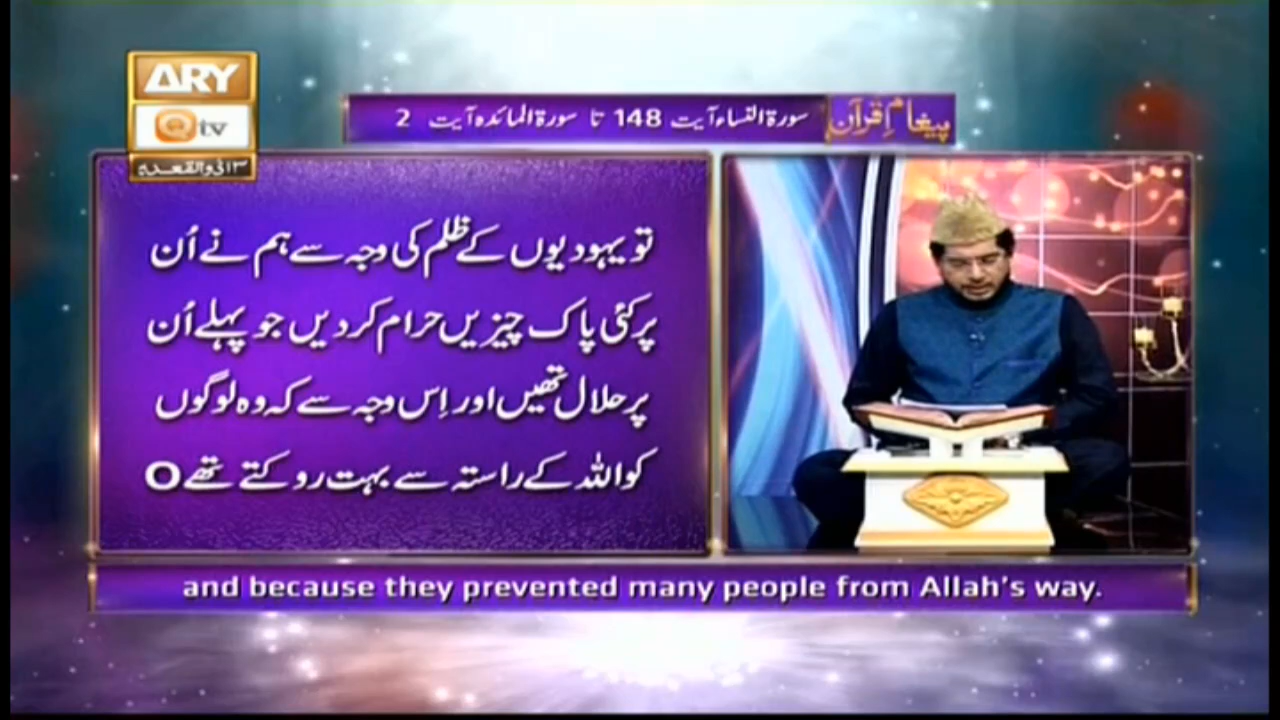 ARY
Qtv
۱۳ ذوالقعدہ
پیغامِ قرآن
سورۃ النساء آیت 148 تا سورۃ المائدہ آیت 2
تو یہودیوں کے ظلم کی وجہ سے ہم نے اُن
پر کئی پاک چیزیں حرام کر دیں جو پہلے اُن
پر حلال تھیں اور اِس وجہ سے کہ وہ لوگوں
کو اللہ کے راستہ سے بہت روکتے تھے O
and because they prevented many people from Allah's way.